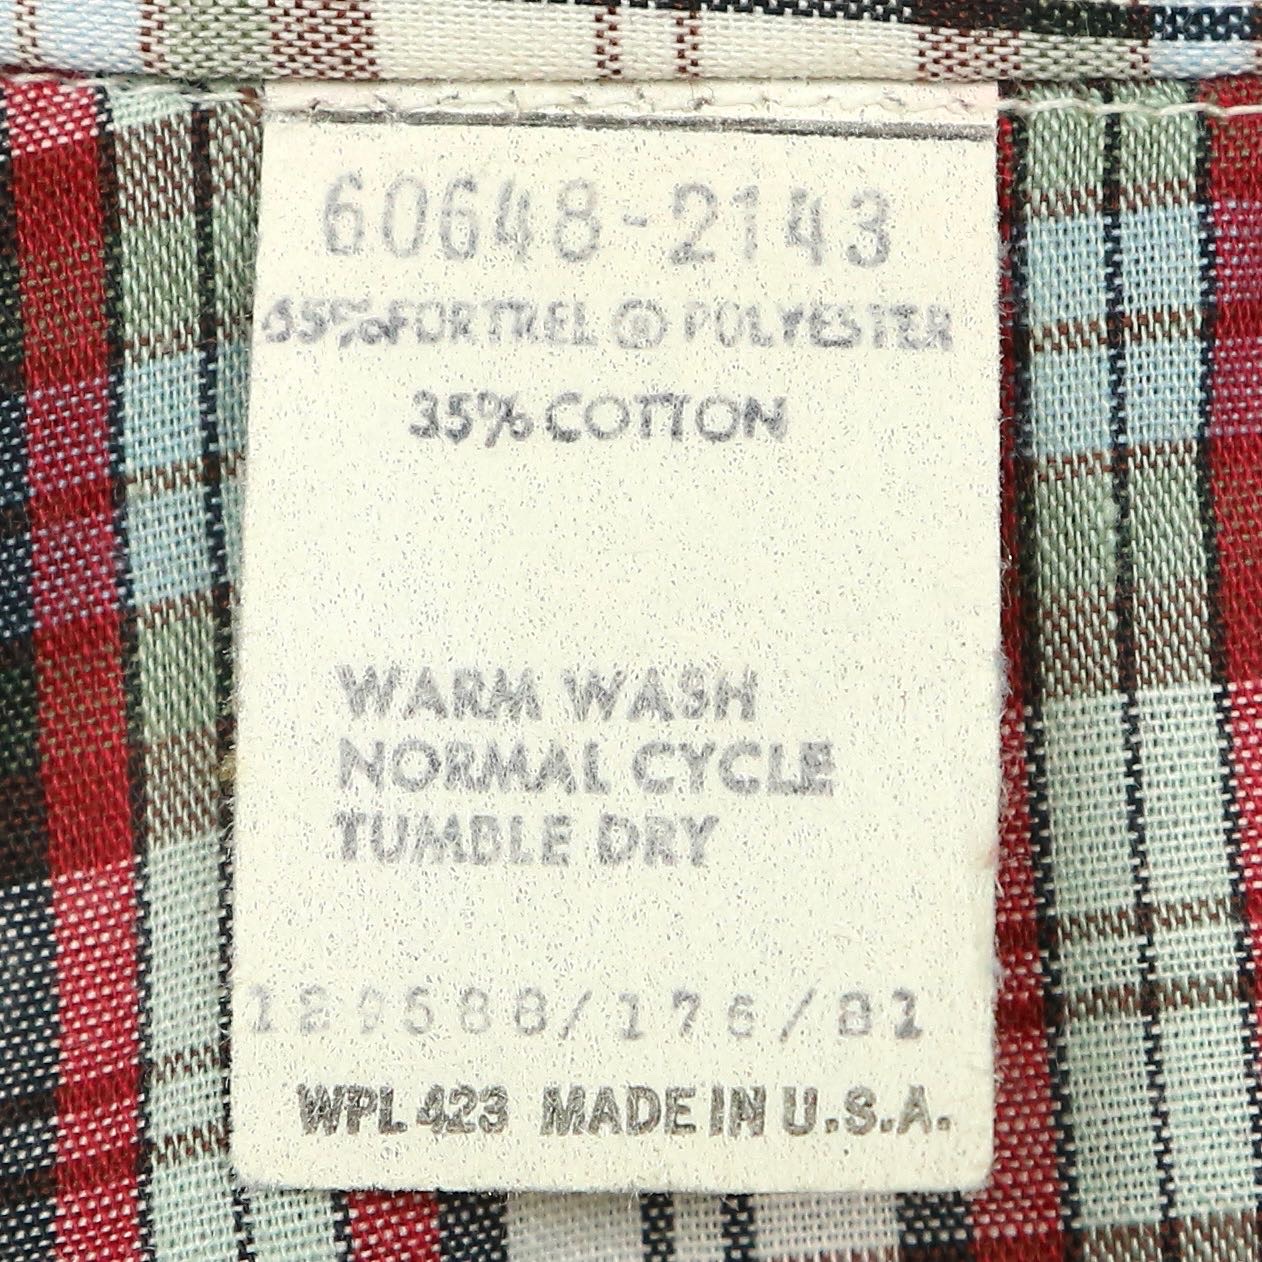 60648-2143
65% FORTREL ® POLYESTER
35% COTTON
WARM WASH
NORMAL CYCLE
TUMBLE DRY
WPL 423 MADE IN U.S.A.